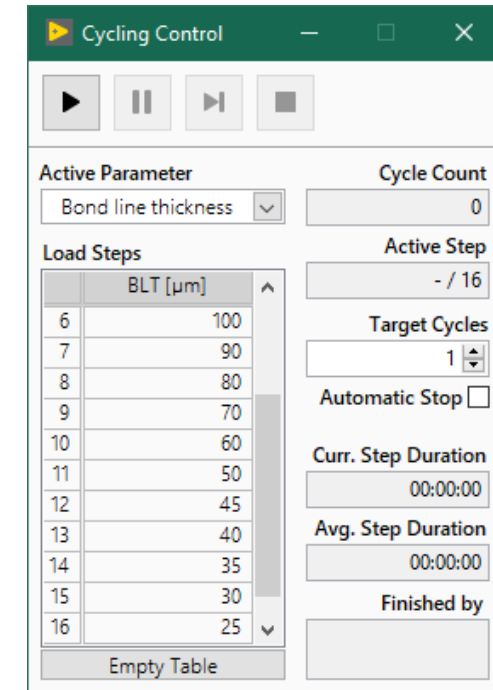 Cycling Control
Active Parameter
Bond line thickness
Load Steps
BLT [µm]
6 100
7 90
8 80
9 70
10 60
11 50
12 45
13 40
14 35
15 30
16 25
Empty Table
Cycle Count
0
Active Step
- / 16
Target Cycles
1
Automatic Stop
Curr. Step Duration
00:00:00
Avg. Step Duration
00:00:00
Finished by